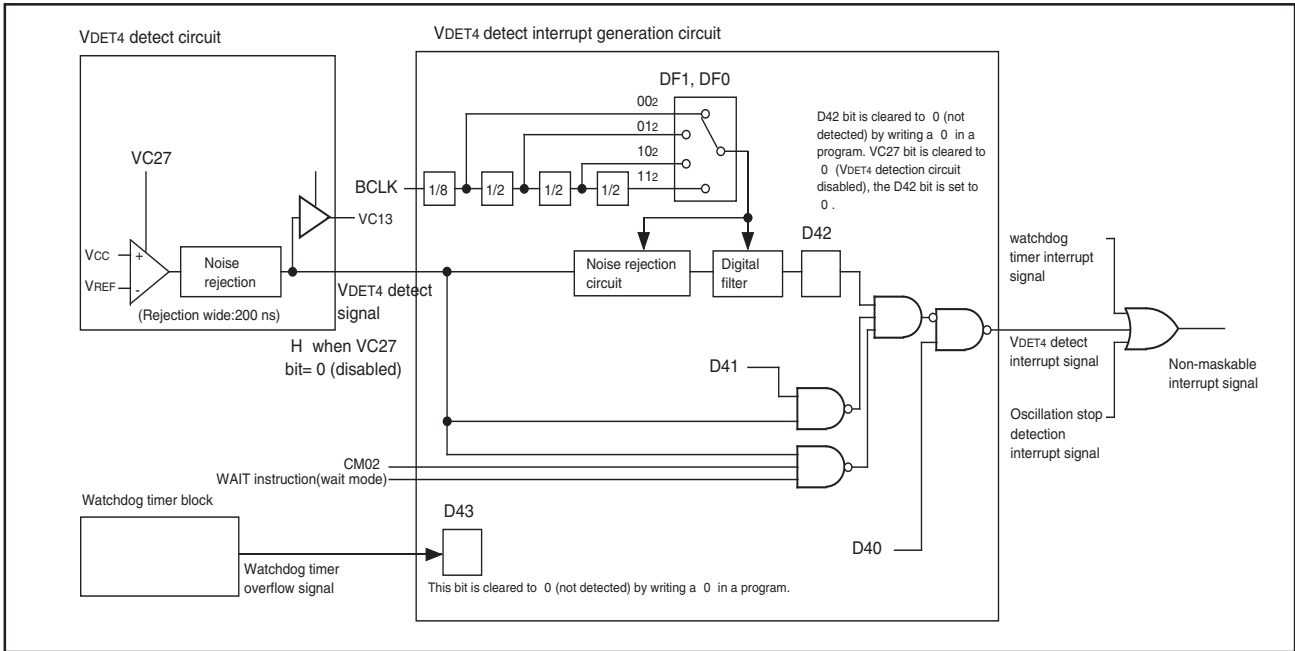 VDET4 detect circuit
VDET4 detect interrupt generation circuit
DF1, DF0
002
012
102
112
D42 bit is cleared to 0 (not
detected) by writing a 0 in a
program. VC27 bit is cleared to
0 (VDET4 detection circuit
disabled), the D42 bit is set to
0 .
VC27
BCLK
1/8
1/2
1/2
1/2
VC13
VCC
+
VREF
-
Noise
rejection
(Rejection wide:200 ns)
VDET4 detect
signal
H when VC27
bit= 0 (disabled)
Noise rejection
circuit
Digital
filter
D42
watchdog
timer interrupt
signal
VDET4 detect
interrupt signal
Non-maskable
interrupt signal
Oscillation stop
detection
interrupt signal
D41
CM02
WAIT instruction(wait mode)
Watchdog timer block
D43
D40
Watchdog timer
overflow signal
This bit is cleared to 0 (not detected) by writing a 0 in a program.